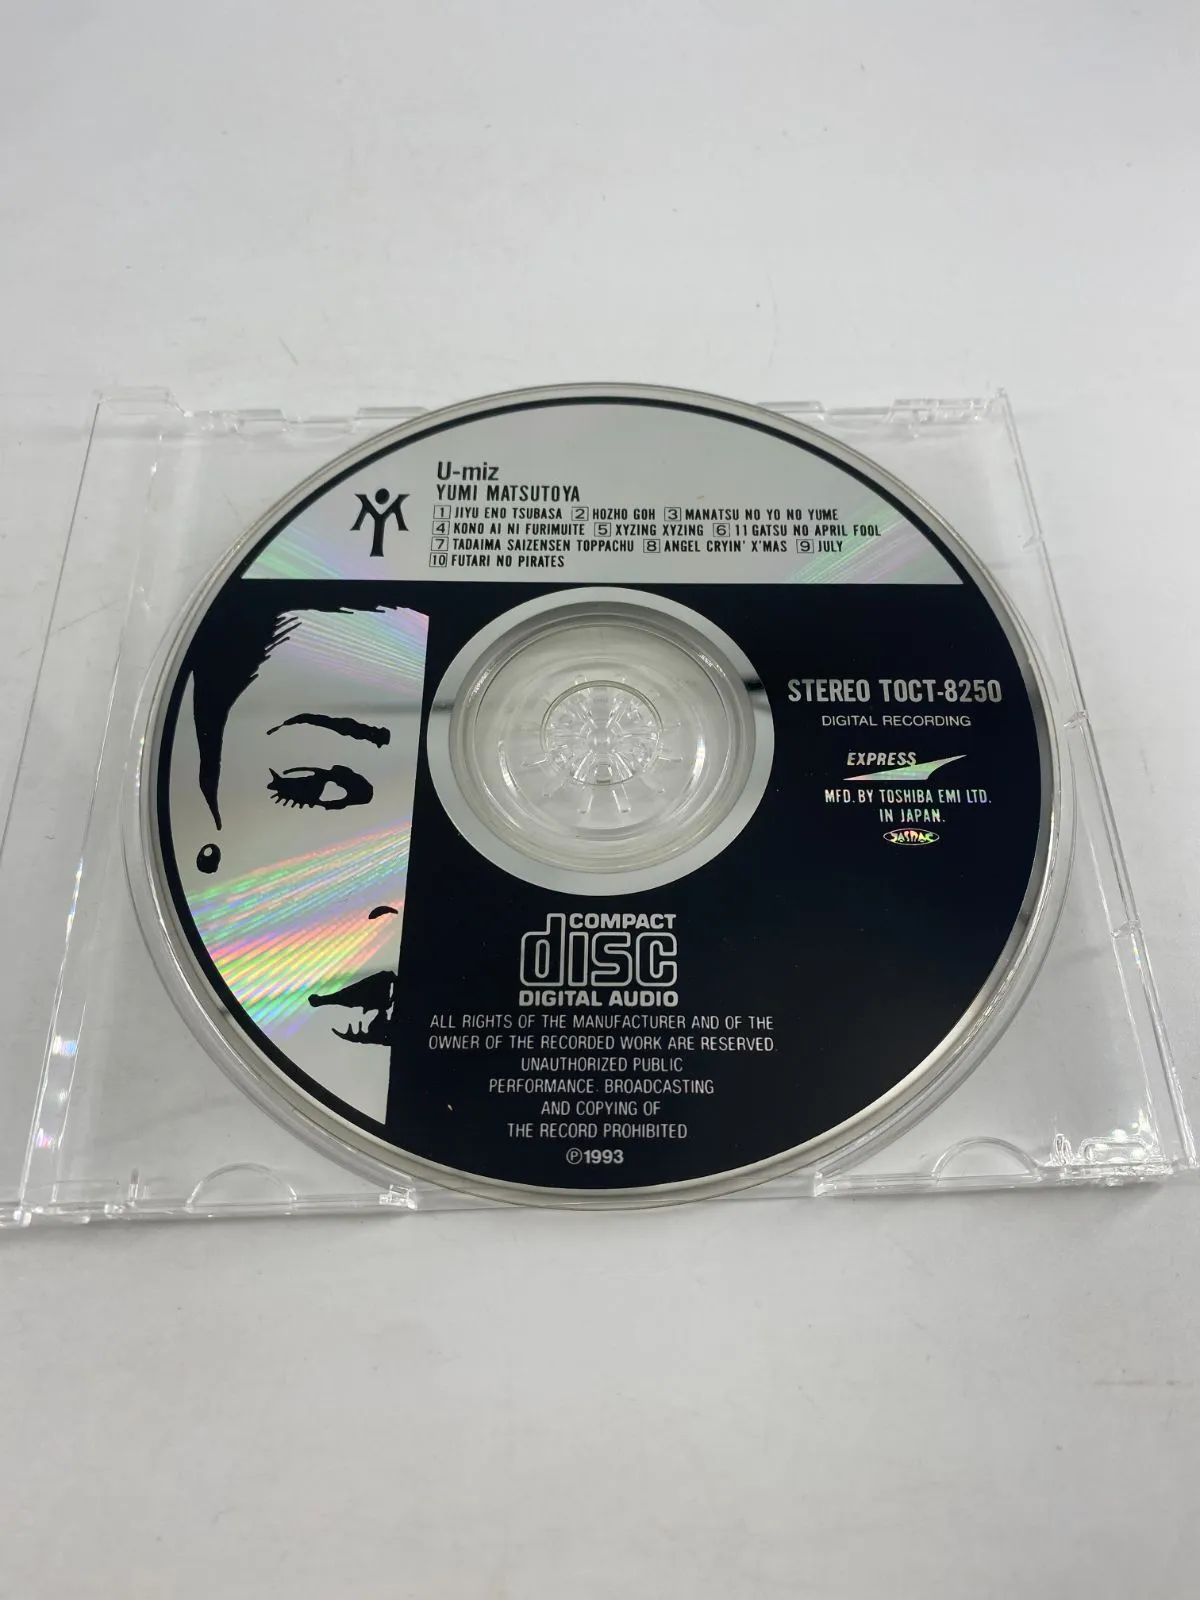 U-miz
YUMI MATSUTOYA
1 JIYU ENO TSUBASA 2 HOZHO GOH 3 MANATSU NO YO NO YUME
4 KONO AI NI FURIMUITE 5 XYZING XYZING 6 11 GATSU NO APRIL FOOL
7 TADAIMA SAIZENSEN TOPPACHU 8 ANGEL CRYIN' X'MAS 9 JULY
10 FUTARI NO PIRATES
STEREO TOCT-8250
DIGITAL RECORDING
EXPRESS
MFD. BY TOSHIBA EMI LTD.
IN JAPAN.
JASRAC
COMPACT
disc
DIGITAL AUDIO
ALL RIGHTS OF THE MANUFACTURER AND OF THE
OWNER OF THE RECORDED WORK ARE RESERVED.
UNAUTHORIZED PUBLIC
PERFORMANCE. BROADCASTING
AND COPYING OF
THE RECORD PROHIBITED
Ⓟ1993